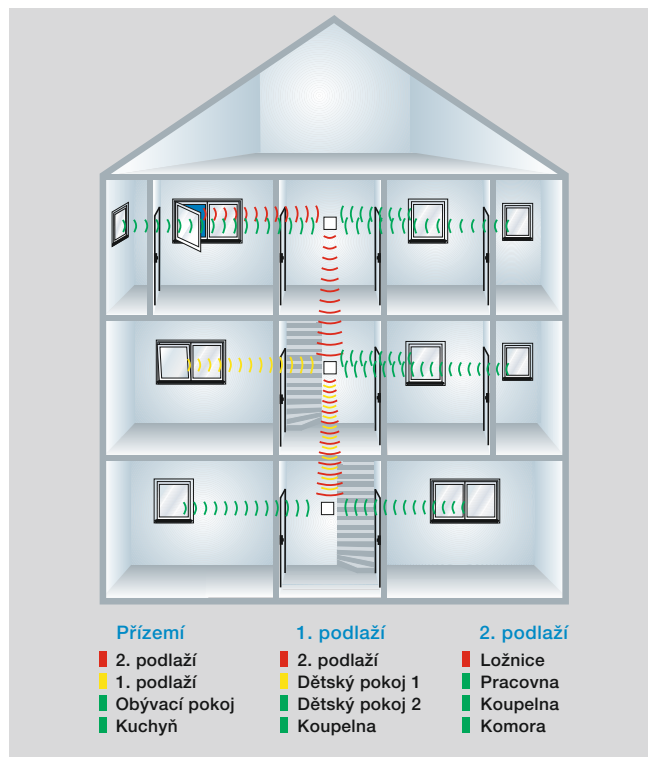 Přízemí
2. podlaží
1. podlaží
Obývací pokoj
Kuchyň
1. podlaží
2. podlaží
Dětský pokoj 1
Dětský pokoj 2
Koupelna
2. podlaží
Ložnice
Pracovna
Koupelna
Komora